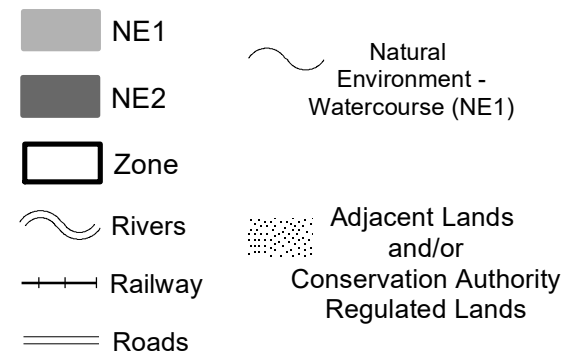 NE1
NE2
Zone
Rivers
Railway
Roads
Natural
Environment -
Watercourse (NE1)
Adjacent Lands
and/or
Conservation Authority
Regulated Lands